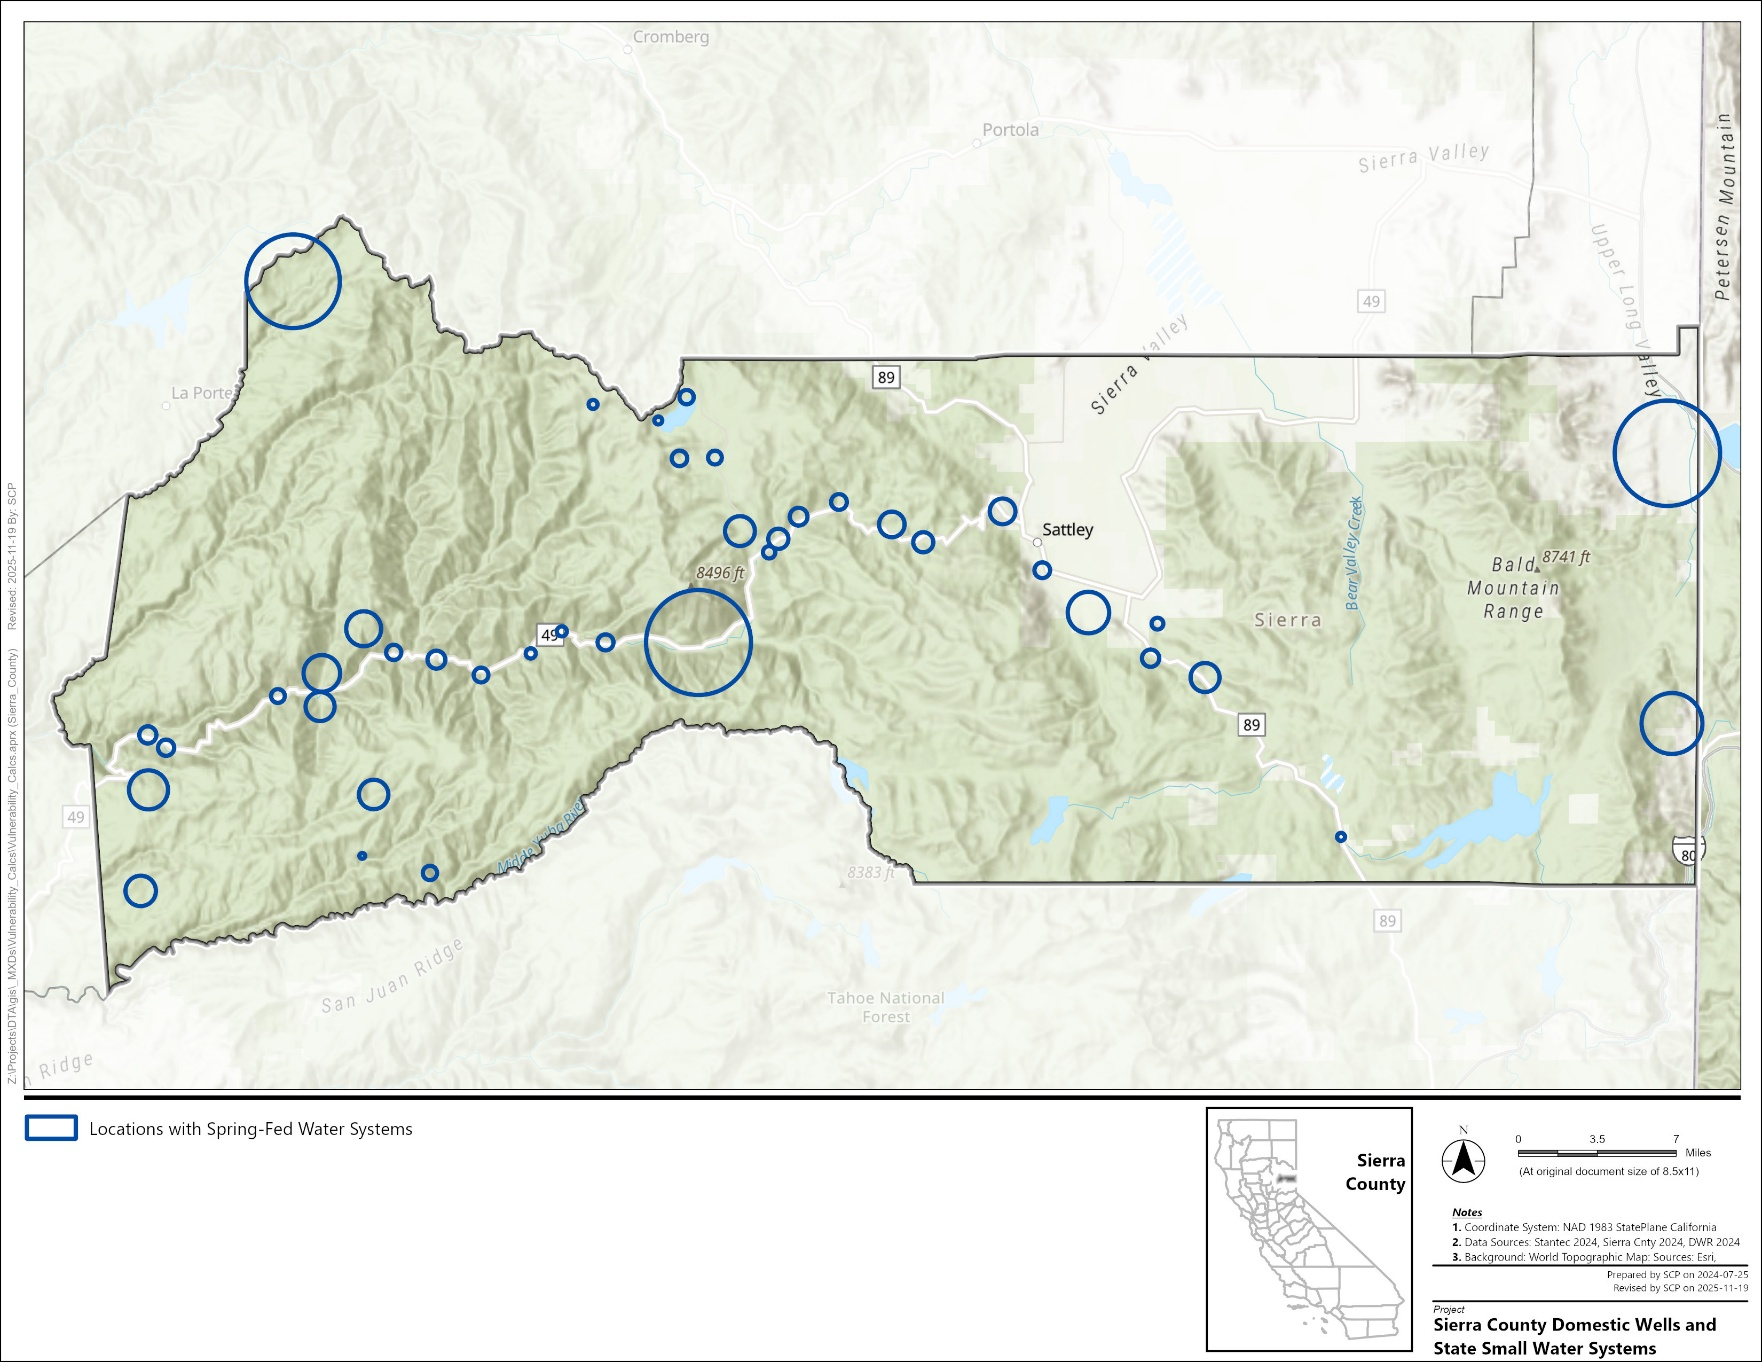 Cromberg
Portola
Sierra Valley
Petersen Mountain
Upper Long Valley
49
Sierra Valley
89
La Porte
Sattley
Bear Valley Creek
8741 ft
Bald
Mountain
Range
8496 ft
Sierra
49
89
49
Middle Yuba River
80
8383 ft
89
San Juan Ridge
Tahoe National
Forest
n Ridge
Z:\Projects\DTA\gis\_MXDs\Vulnerability_Calcs\Vulnerability_Calcs.aprx (Sierra_County) Revised: 2025-11-19 By: SCP
Locations with Spring-Fed Water Systems
Sierra
County
N
0 3.5 7
Miles
(At original document size of 8.5x11)
Notes
1. Coordinate System: NAD 1983 StatePlane California
2. Data Sources: Stantec 2024, Sierra Cnty 2024, DWR 2024
3. Background: World Topographic Map: Sources: Esri,
Prepared by SCP on 2024-07-25
Revised by SCP on 2025-11-19
Project
Sierra County Domestic Wells and
State Small Water Systems